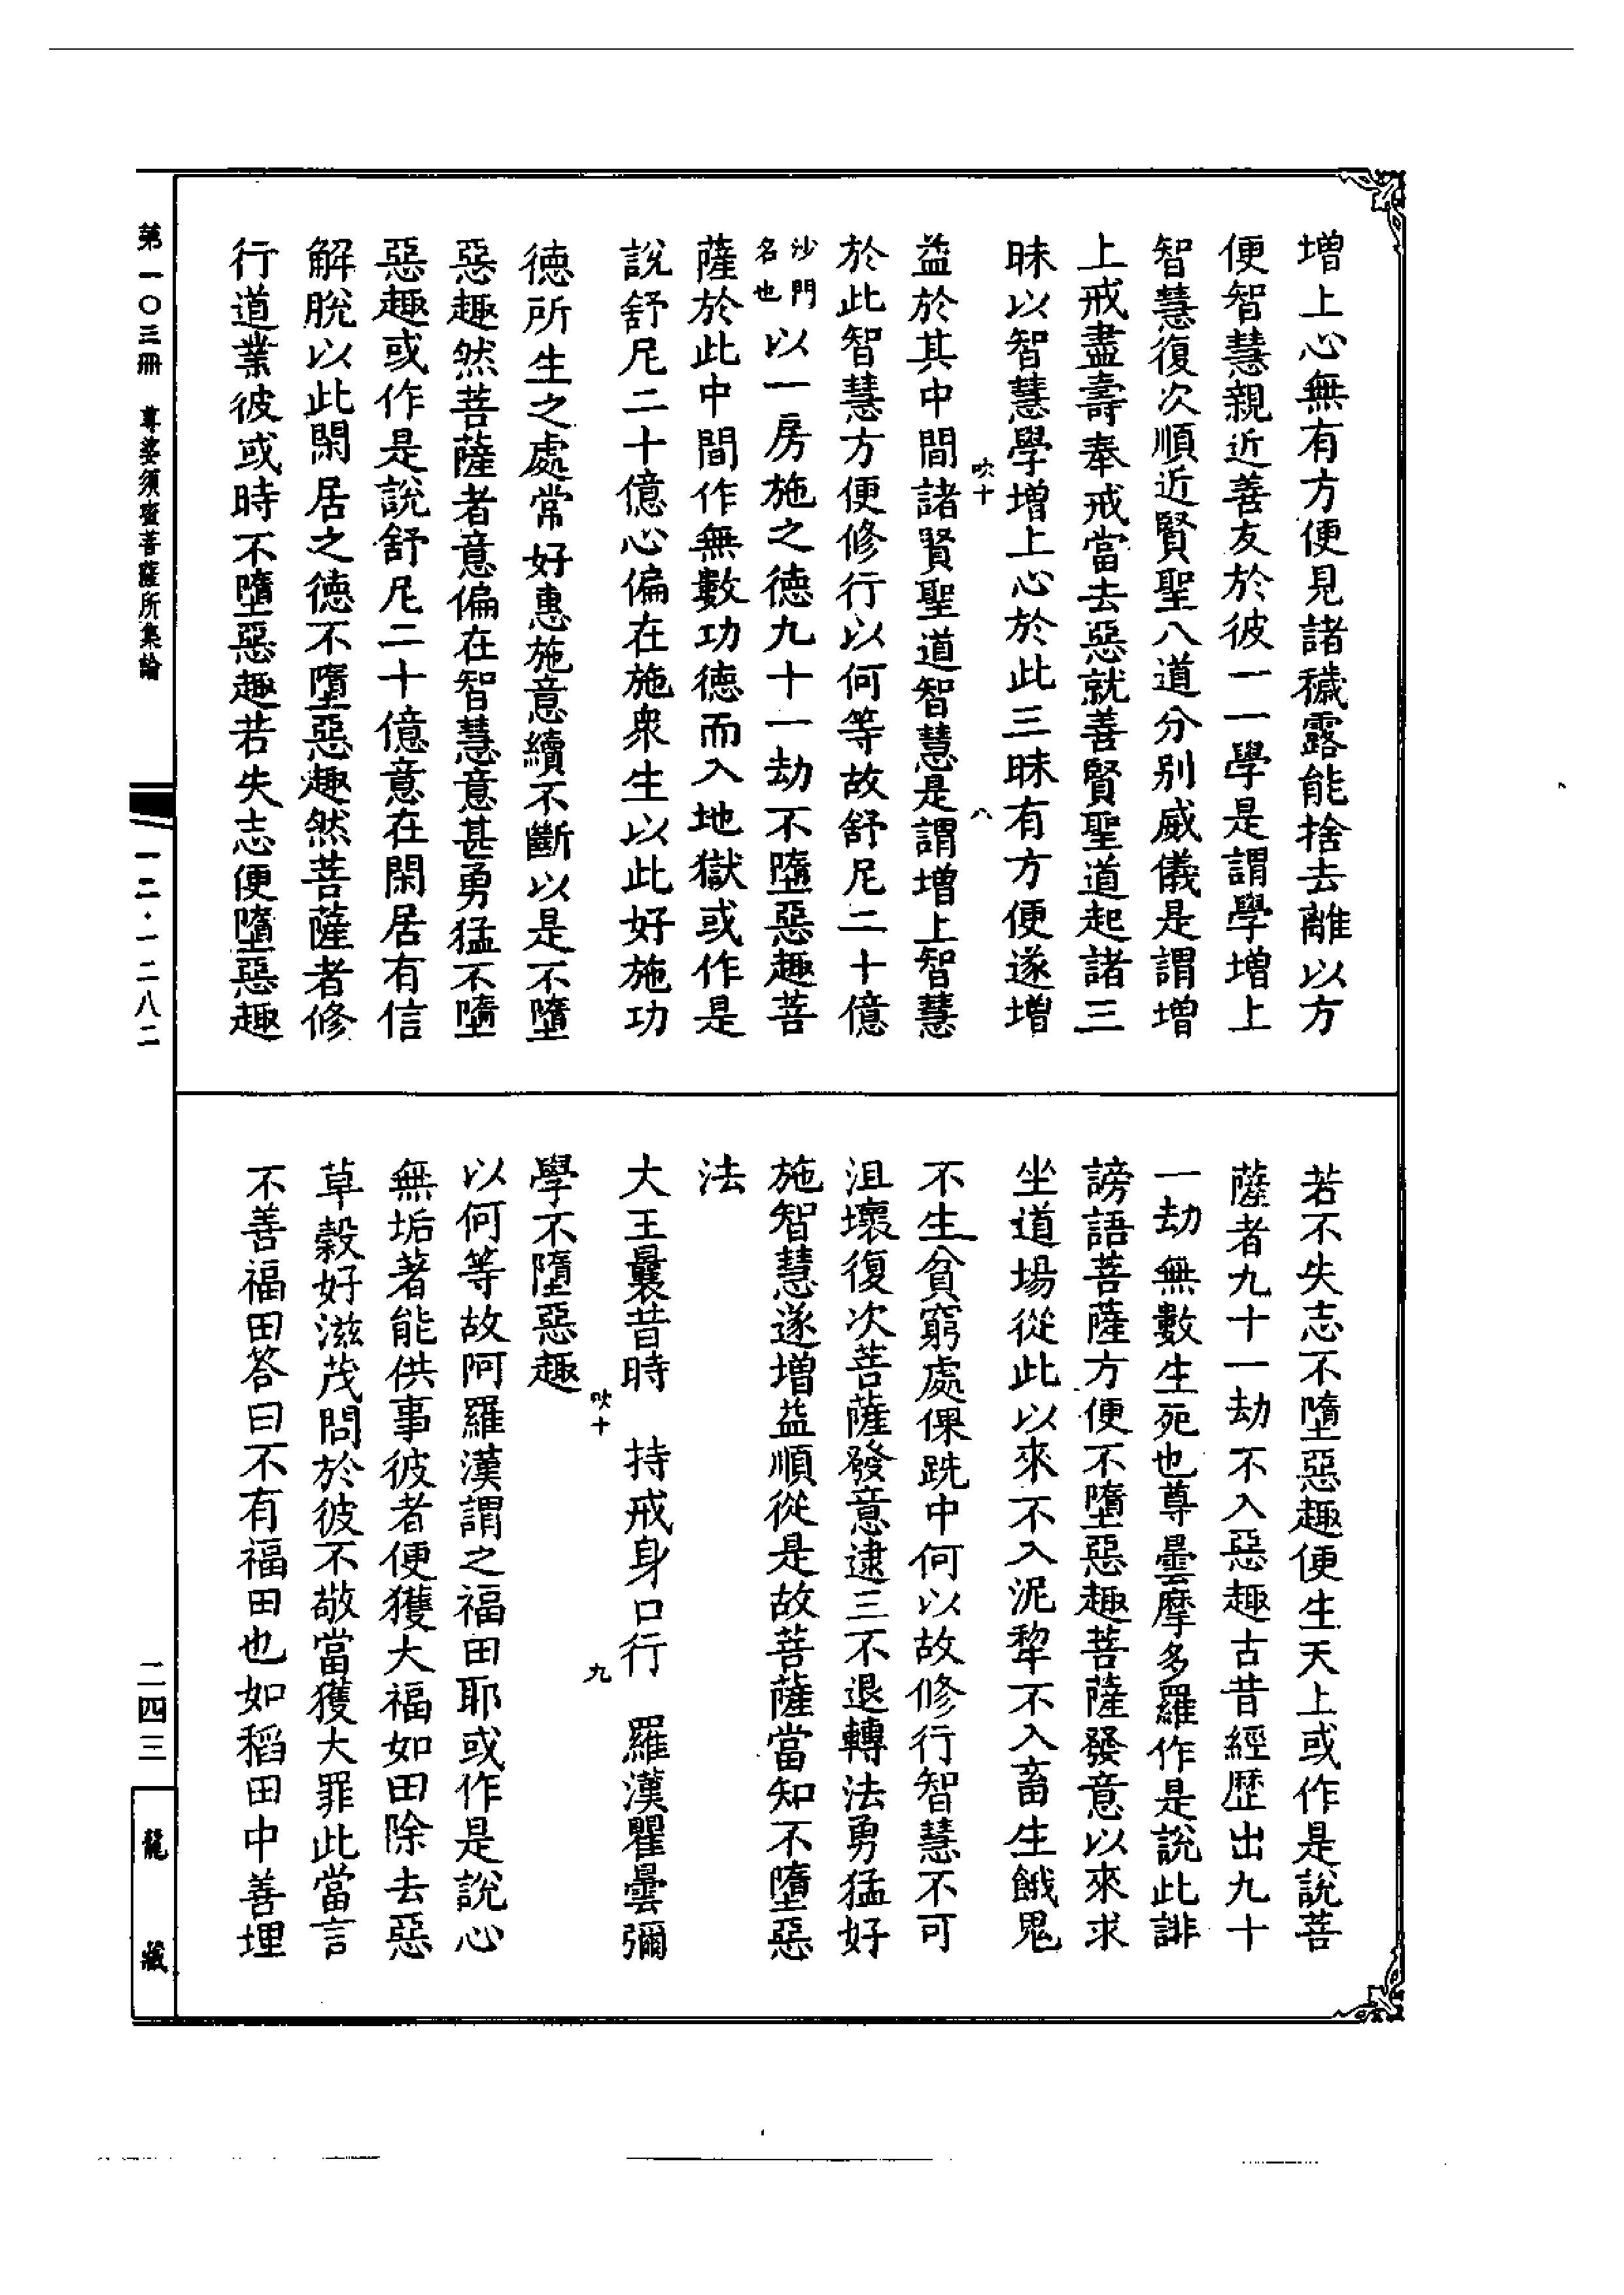 增上心無有方便見諸穢露能捨去離以方
便智慧親近善友於彼一一學是謂學增上
智慧復次順近賢聖八道分別威儀是謂增
上戒盡壽奉戒當去惡就善賢聖道起諸三
昧以智慧學增上心於此三昧有方便遂增
益於其中間諸賢聖道智慧是謂增上智慧
於此智慧方便修行以何等故舒凡二十億
沙門
名也
以一房施之德九十一劫不墮惡趣菩
薩於此中間作無數功德而入地獄或作是
說舒凡二十億心偏在施衆生以此好施功
德所生之處常好惠施意續不斷以是不墮
惡趣然菩薩者意偏在智慧意甚勇猛不墮
惡趣或作是說舒凡二十億意在閑居有信
解脫以此閑居之德不墮惡趣然菩薩者修
行道業彼或時不墮惡趣若失志便墮惡趣
若不失志不墮惡趣便生天上或作是說菩
薩者九十一劫不入惡趣古昔經歷出九十
一劫無數生死也尊曇摩多羅作是說此誹
謗語菩薩方便不墮惡趣菩薩發意以來求
坐道場從此以來不入泥犂不入畜生餓鬼
不生貧窮處倮跣中何以故修行智慧不可
沮壞復次菩薩發意逮三不退轉法勇猛好
施智慧遂增益順從是故菩薩當知不墮惡
法
大王曩昔時 持戒身口行 羅漢瞿曇彌
學不墮惡趣
以何等故阿羅漢謂之福田耶或作是說心
無垢著能供事彼者便獲大福如田除去惡
草穀好滋茂問於彼不敬當獲大罪此當言
不善福田答曰不有福田也如稻田中善埋
吷十
八
吷十
九
第一〇三冊 尊婆須蜜菩薩所集論
一二·一二八二
二四三
龍藏